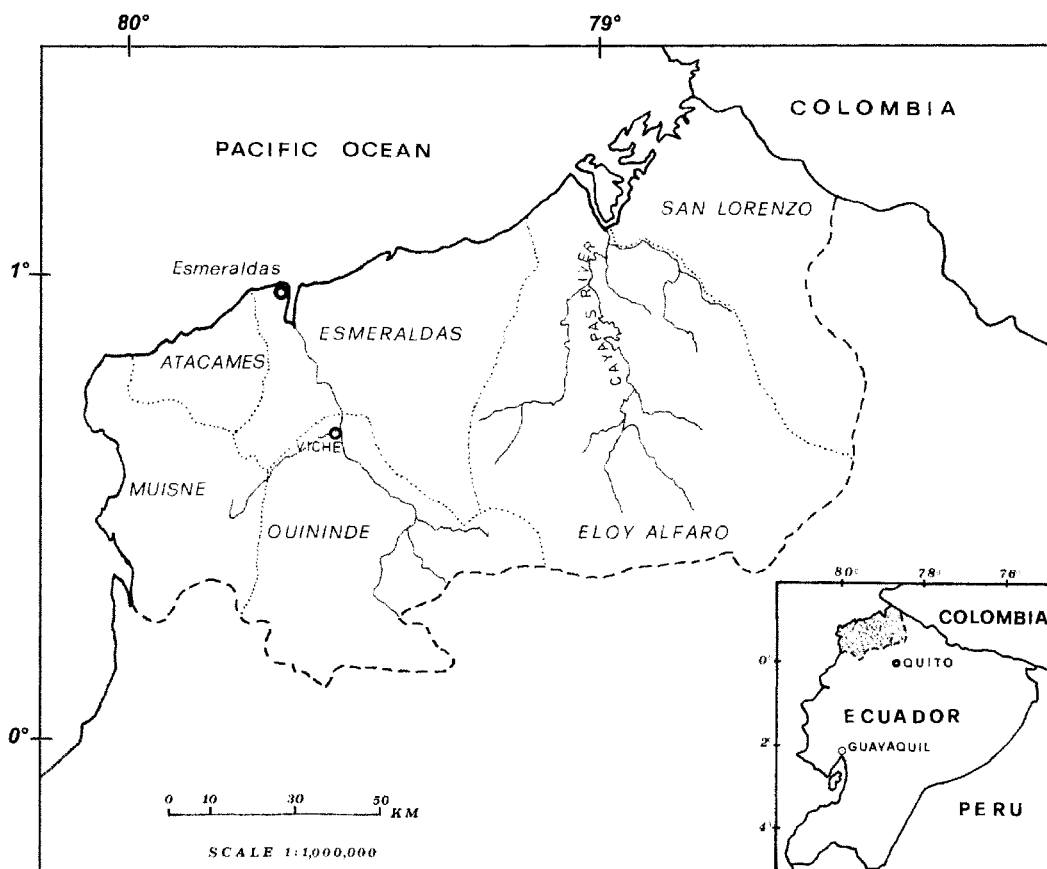 80°
79°
COLOMBIA
PACIFIC OCEAN
SAN LORENZO
1°
Esmeraldas
ESMERALDAS
CAYAPAS RIVER
ATACAMES
VICHE
MUISNE
QUININDE
ELOY ALFARO
0°
0 10 30 50 KM
SCALE 1:1,000,000
80° 78° 76°
COLOMBIA
0°
QUITO
ECUADOR
2°
GUAYAQUIL
PERU
4°